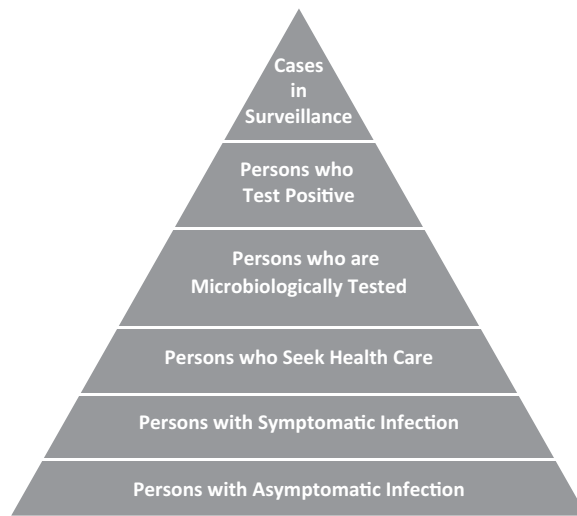 Cases
in
Surveillance
Persons who
Test Positive
Persons who are
Microbiologically Tested
Persons who Seek Health Care
Persons with Symptomatic Infection
Persons with Asymptomatic Infection